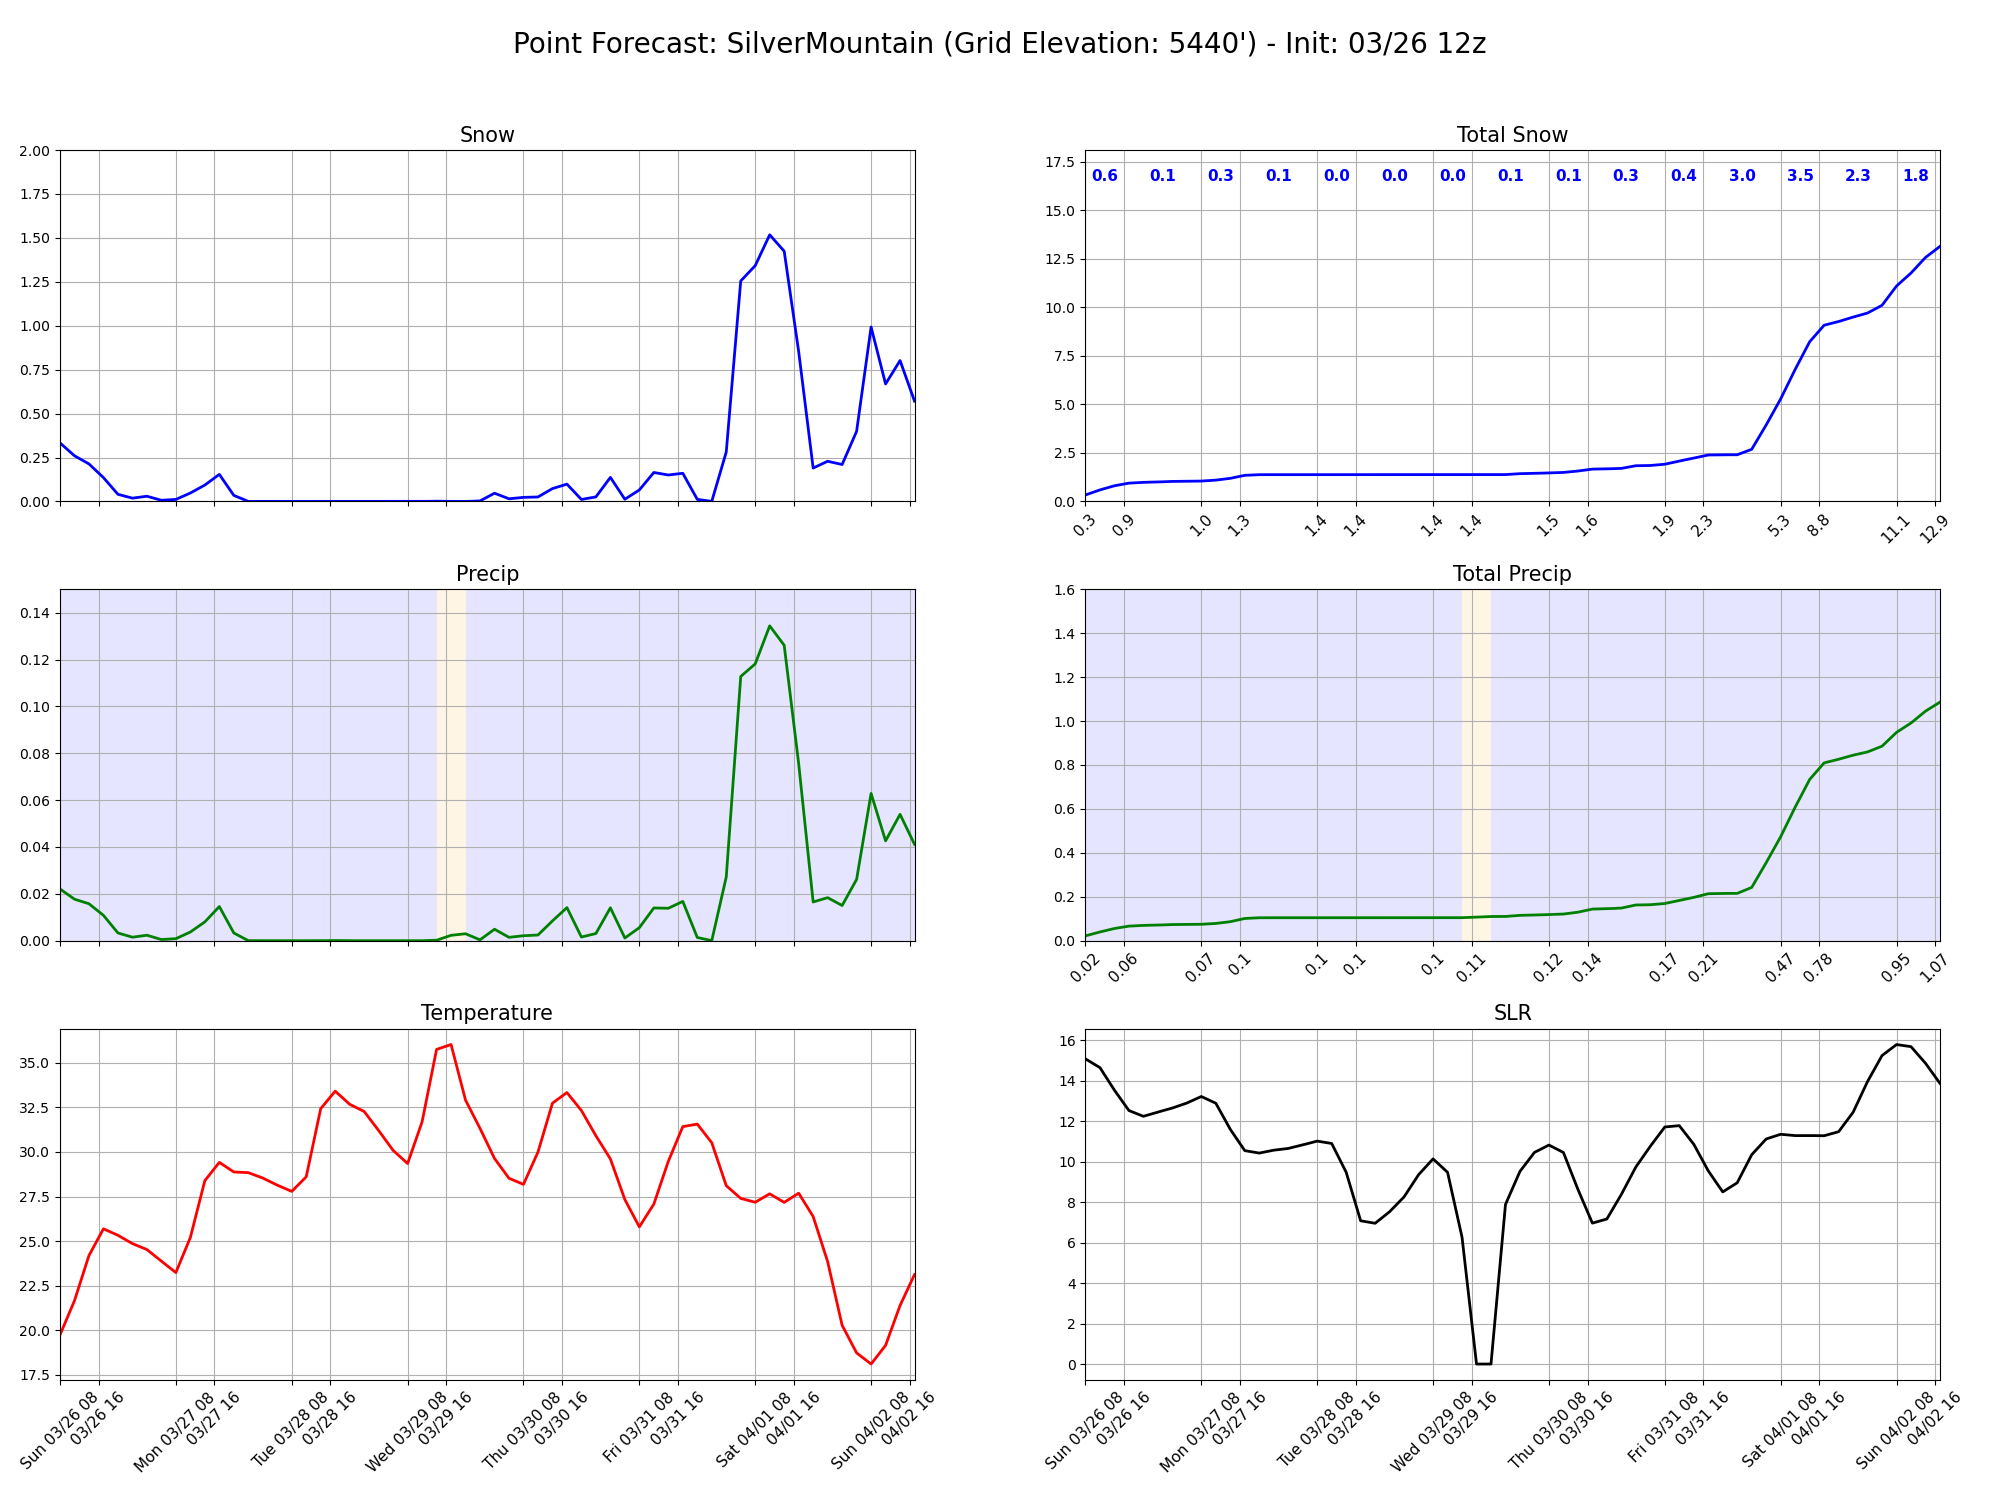 Point Forecast: SilverMountain (Grid Elevation: 5440') - Init: 03/26 12z
Snow
2.00
1.75
1.50
1.25
1.00
0.75
0.50
0.25
0.00
Total Snow
17.5
15.0
12.5
10.0
7.5
5.0
2.5
0.0
0.6 0.1 0.3 0.1 0.0 0.0 0.0 0.1 0.1 0.3 0.4 3.0 3.5 2.3 1.8
0.3 0.9 1.0 1.3 1.4 1.4 1.4 1.4 1.5 1.6 1.9 2.3 5.3 8.8 11.1 12.9
Precip
0.14
0.12
0.10
0.08
0.06
0.04
0.02
0.00
Total Precip
1.6
1.4
1.2
1.0
0.8
0.6
0.4
0.2
0.0
0.02 0.06 0.07 0.1 0.1 0.1 0.1 0.11 0.12 0.14 0.17 0.21 0.47 0.78 0.95 1.07
Temperature
35.0
32.5
30.0
27.5
25.0
22.5
20.0
17.5
Sun 03/26 08
03/26 16
Mon 03/27 08
03/27 16
Tue 03/28 08
03/28 16
Wed 03/29 08
03/29 16
Thu 03/30 08
03/30 16
Fri 03/31 08
03/31 16
Sat 04/01 08
04/01 16
Sun 04/02 08
04/02 16
SLR
16
14
12
10
8
6
4
2
0
Sun 03/26 08
03/26 16
Mon 03/27 08
03/27 16
Tue 03/28 08
03/28 16
Wed 03/29 08
03/29 16
Thu 03/30 08
03/30 16
Fri 03/31 08
03/31 16
Sat 04/01 08
04/01 16
Sun 04/02 08
04/02 16